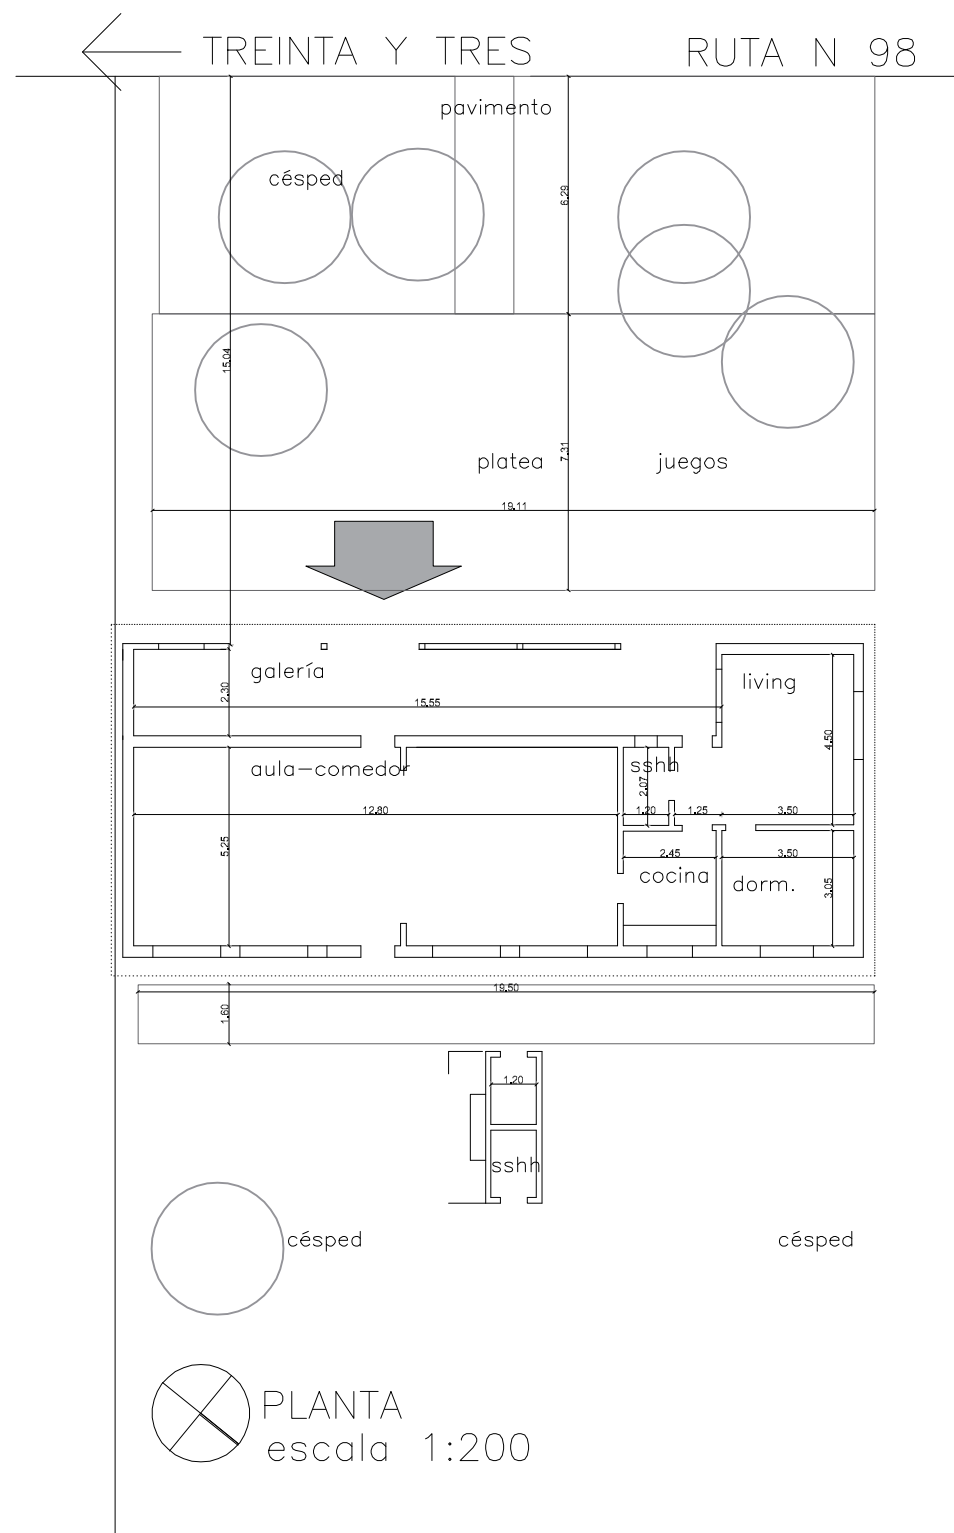 TREINTA Y TRES RUTA N 98
pavimento
césped
6.29
15.04
platea juegos
7.31
19.11
galería
living
2.30
15.55
4.50
aula-comedor sshh
2.07
12.80 1.20 1.25 3.50
5.25
2.45 3.50
cocina dorm.
3.05
19.50
1.60
1.20
sshh
césped césped
PLANTA
escala 1:200